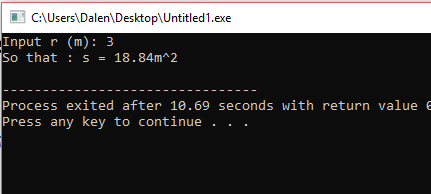 C:\Users\Dalen\Desktop\Untitled1.exe
Input r (m): 3
So that : s = 18.84m^2
--------------------------------
Process exited after 10.69 seconds with return value 0
Press any key to continue . . .